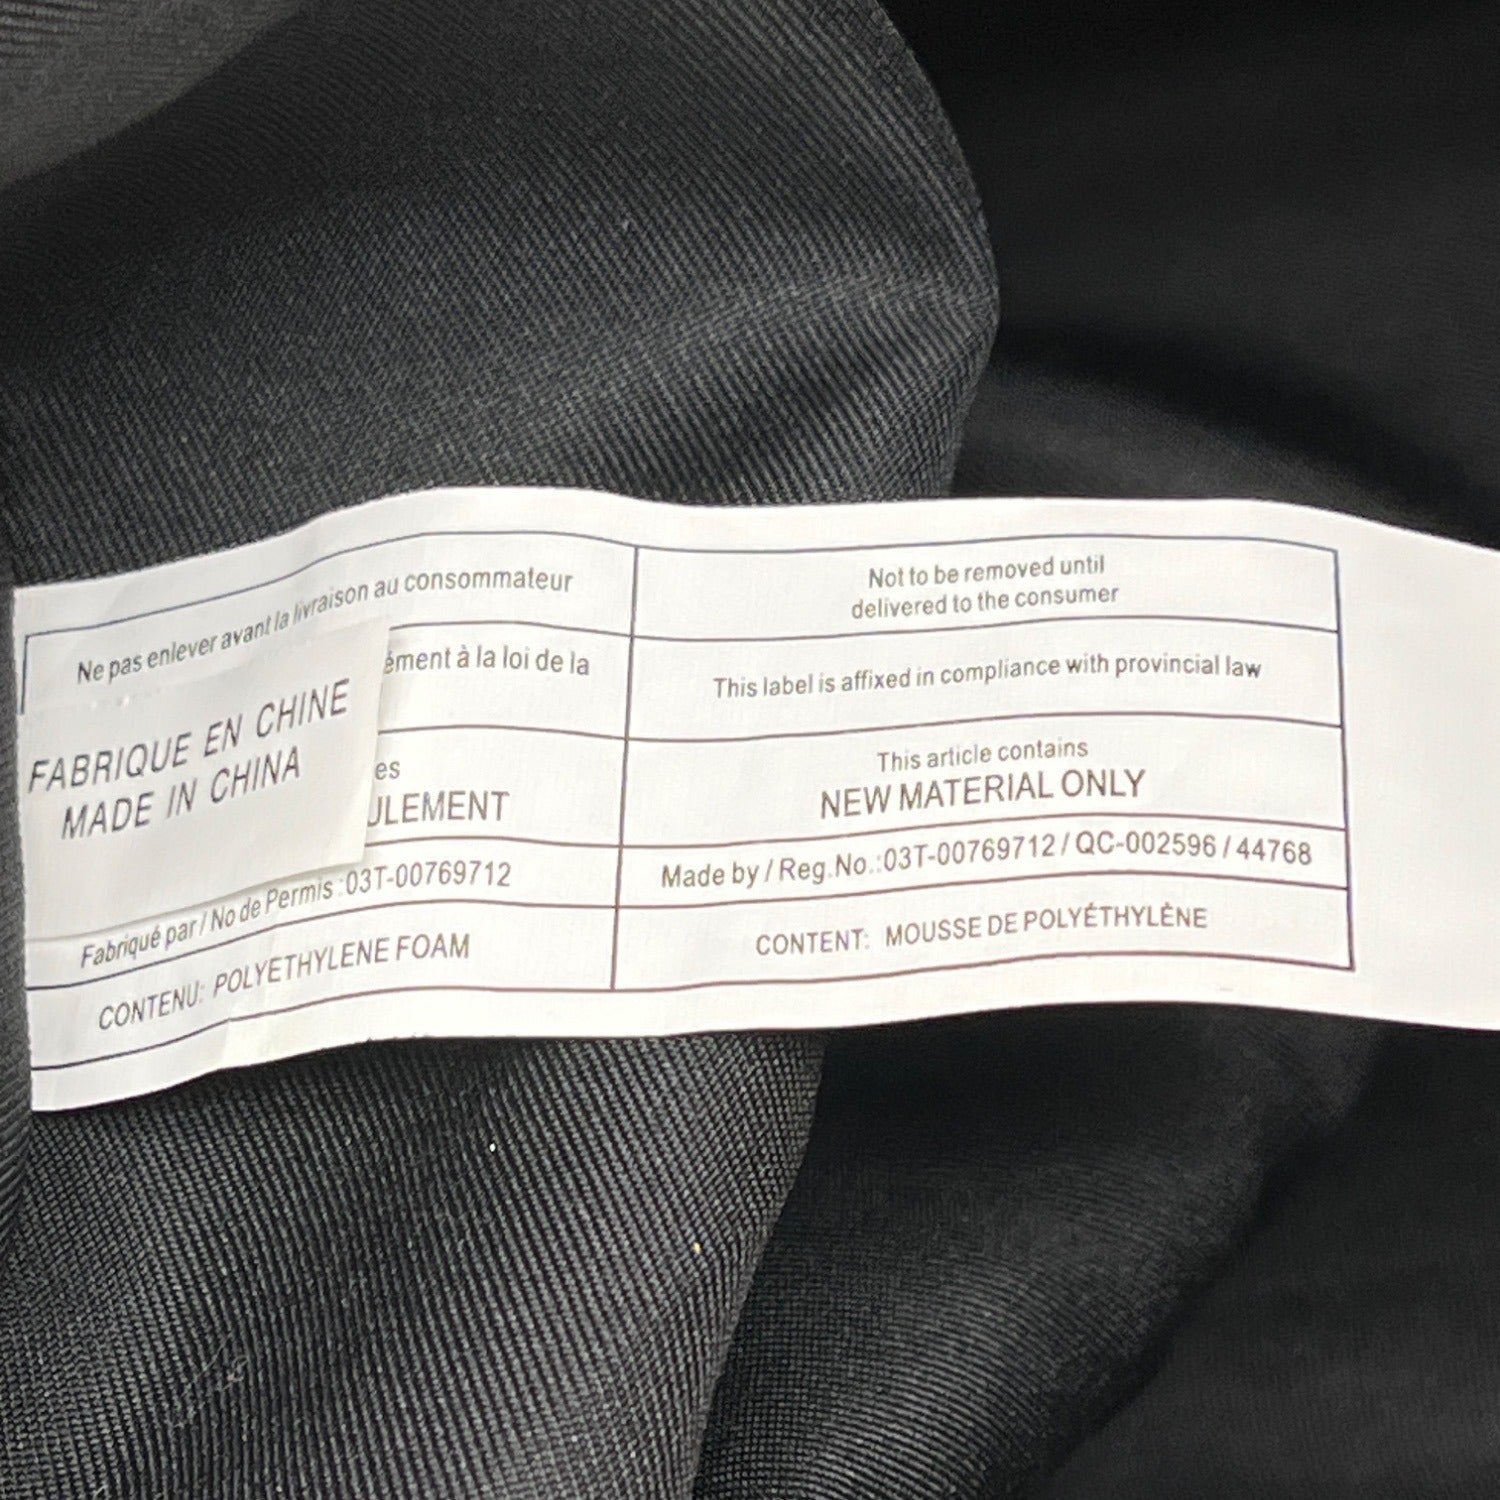 Ne pas enlever avant la livraison au consommateur
ément à la loi de la
FABRIQUE EN CHINE
MADE IN CHINA
es
ULEMENT
Fabriqué par / No de Permis :03T-00769712
CONTENU: POLYETHYLENE FOAM
Not to be removed until
delivered to the consumer
This label is affixed in compliance with provincial law
This article contains
NEW MATERIAL ONLY
Made by / Reg.No.:03T-00769712 / QC-002596 / 44768
CONTENT: MOUSSE DE POLYÉTHYLÈNE